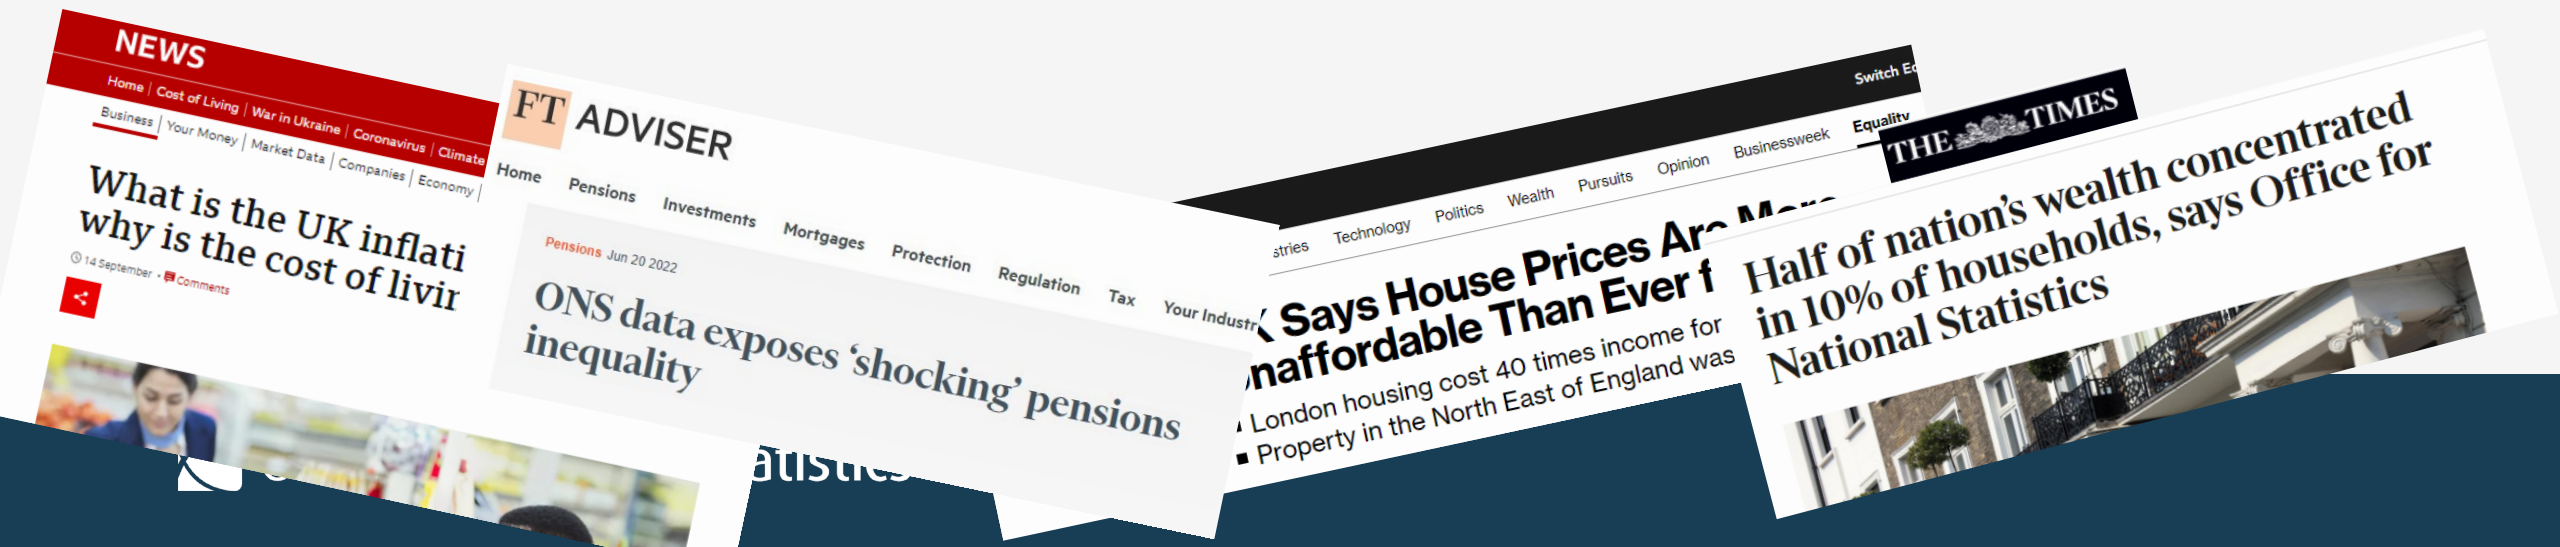 NEWS
Home Cost of Living War in Ukraine Coronavirus Climate
Business Your Money Market Data Companies Economy
What is the UK inflati
why is the cost of livin
14 September Comments
FT ADVISER
Home Pensions Investments Mortgages Protection Regulation Tax Your Industr
Pensions Jun 20 2022
ONS data exposes ‘shocking’ pensions
inequality
Switch Ed
stries Technology Politics Wealth Pursuits Opinion Businessweek Equality
K Says House Prices Are More
naffordable Than Ever f
London housing cost 40 times income for
Property in the North East of England was
THE TIMES
Half of nation’s wealth concentrated
in 10% of households, says Office for
National Statistics
atistics